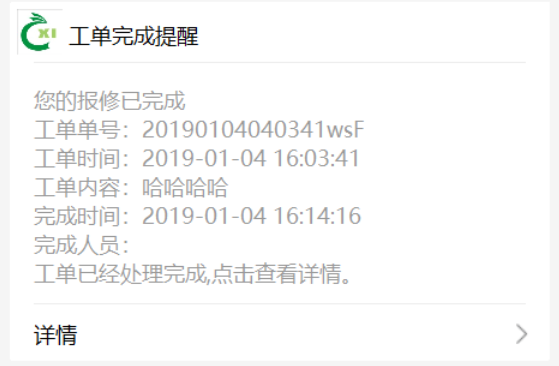 XI
工单完成提醒
您的报修已完成
工单单号：20190104040341wsF
工单时间：2019-01-04 16:03:41
工单内容：哈哈哈哈
完成时间：2019-01-04 16:14:16
完成人员：
工单已经处理完成,点击查看详情。
详情